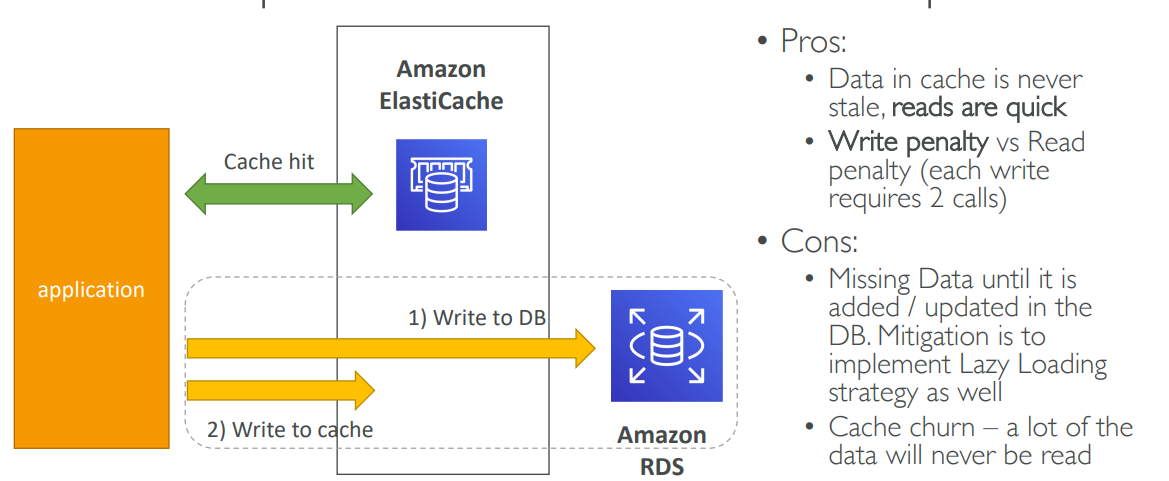 Amazon
ElastiCache
Cache hit
application
1) Write to DB
2) Write to cache
Amazon
RDS
• Pros:
• Data in cache is never
stale, reads are quick
• Write penalty vs Read
penalty (each write
requires 2 calls)
• Cons:
• Missing Data until it is
added / updated in the
DB. Mitigation is to
implement Lazy Loading
strategy as well
• Cache churn – a lot of the
data will never be read